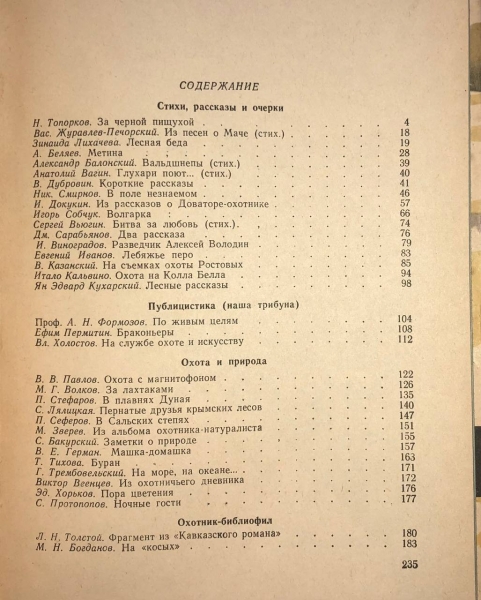 СОДЕРЖАНИЕ
Стихи, рассказы и очерки
Н. Топорков. За черной пищухой . . . . . . . 4
Вас. Журавлев-Печорский. Из песен о Маче (стих.) . . . . . 18
Зинаида Лихачева. Лесная беда . . . . . . . 19
А. Беляев. Метина . . . . . . . . . 28
Александр Балонский. Вальдшнепы (стих.) . . . . . . 39
Анатолий Вагин. Глухари поют... (стих.) . . . . . . 40
В. Дубровин. Короткие рассказы . . . . . . . 41
Ник. Смирнов. В поле незнаемом . . . . . . . 46
И. Докукин. Из рассказов о Доваторе-охотнике . . . . . 57
Игорь Собчук. Волгарка : . . . . . . . . 66
Сергей Вьюгин. Битва за любовь (стих.) . . . . . . 74
Дм. Сарабьянов. Два рассказа . . . . . . . 76
И. Виноградов. Разведчик Алексей Володин . . . . . 79
Евгений Иванов. Лебяжье перо . . . . . . . 83
В. Казанский. На съемках охоты Ростовых . . . . . . 85
Итало Кальвино. Охота на Колла Белла . . . . . . 94
Ян Эдвард Кухарский. Лесные рассказы . . . . . . 98
Публицистика (наша трибуна)
Проф. А. Н. Формозов. По живым целям . . . . . . 104
Ефим Пермитин. Браконьеры . . . . . . . 108
Вл. Холостов. На службе охоте и искусству . . . . . . 112
Охота и природа
В. В. Павлов. Охота с магнитофоном . . . . . . . 122
М. Г. Волков. За лахтаками . . . . . . . . 126
П. Стефаров. В плавнях Дуная . . . . . . . 135
С. Лялицкая. Пернатые друзья крымских лесов . . . . . 140
П. Сеферов. В Сальских степях . . . . . . . 147
М. Зверев. Из альбома охотника-натуралиста . . . . . 151
С. Бакурский. Заметки о природе . . . . . . . 155
В. Е. Герман. Машка-домашка . . . . . . . 157
Т. Тихова. Буран . . . . . . . . . 163
Г. Трембовельский. На море, на океане... . . . . . . 171
Виктор Вегенцев. Из охотничьего дневника . . . . . . 172
Эд. Хорьков. Пора цветения . . . . . . . . 176
С. Протопопов. Ночные гости . . . . . . . 177
Охотник-библиофил
Л. Н. Толстой. Фрагмент из «Кавказского романа» . . . . . 180
М. Н. Богданов. На «косых» . . . . . . . . 183
235